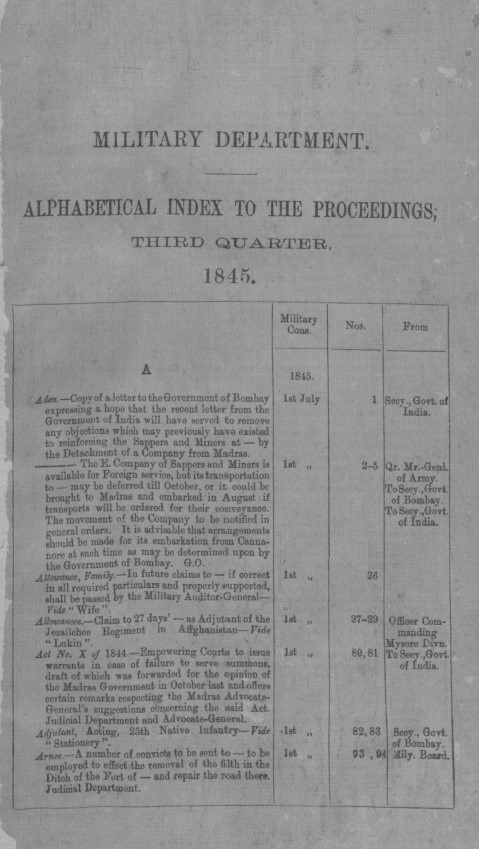 MILITARY DEPARTMENT.
ALPHABETICAL INDEX TO THE PROCEEDINGS,
THIRD QUARTER.
1845.
Military Cons.
Nos.
From
A
1845.
Aden.—Copy of a letter to the Government of Bombay 1st July 1 Secy., Govt. of
expressing a hope that the recent letter from the India.
Government of India will have served to remove
any objections which may previously have existed
to reinforcing the Sappers and Miners at — by
the Detachment of a Company from Madras.
——— The E. Company of Sappers and Miners is 1st „ 2-5 Qr. Mr.-Genl.
available for Foreign service, but its transportation of Army.
to — may be deferred till October, or it could be To Secy., Govt.
brought to Madras and embarked in August if of Bombay.
transports will be ordered for their conveyance. To Secy., Govt.
The movement of the Company to be notified in of India.
general orders. It is advisable that arrangements
should be made for its embarkation from Canna-
nore at such time as may be determined upon by
the Government of Bombay. G.O.
Allowance, Family.—In future claims to — if correct 1st „ 26
in all required particulars and properly supported,
shall be passed by the Military Auditor-General—
Vide "Wife".
Allowances.—Claim to 27 days' — as Adjutant of the 1st „ 27-29 Officer Com-
Jezailchee Regiment in Affghanistan—Vide manding
"Lukin". Mysore Divn.
Act No. X of 1844.—Empowering Courts to issue 1st „ 80, 81 To Secy., Govt.
warrants in case of failure to serve summons, of India.
draft of which was forwarded for the opinion of
the Madras Government in October last and offers
certain remarks respecting the Madras Advocate-
General's suggestions concerning the said Act.
Judicial Department and Advocate-General.
Adjutant, Acting, 25th Native Infantry—Vide 1st „ 82, 83 Secy., Govt.
"Stationery". of Bombay.
Arnee.—A number of convicts to be sent to — to be 1st „ 93, 94 Mily. Board.
employed to effect the removal of the filth in the
Ditch of the Fort of — and repair the road there.
Judicial Department.